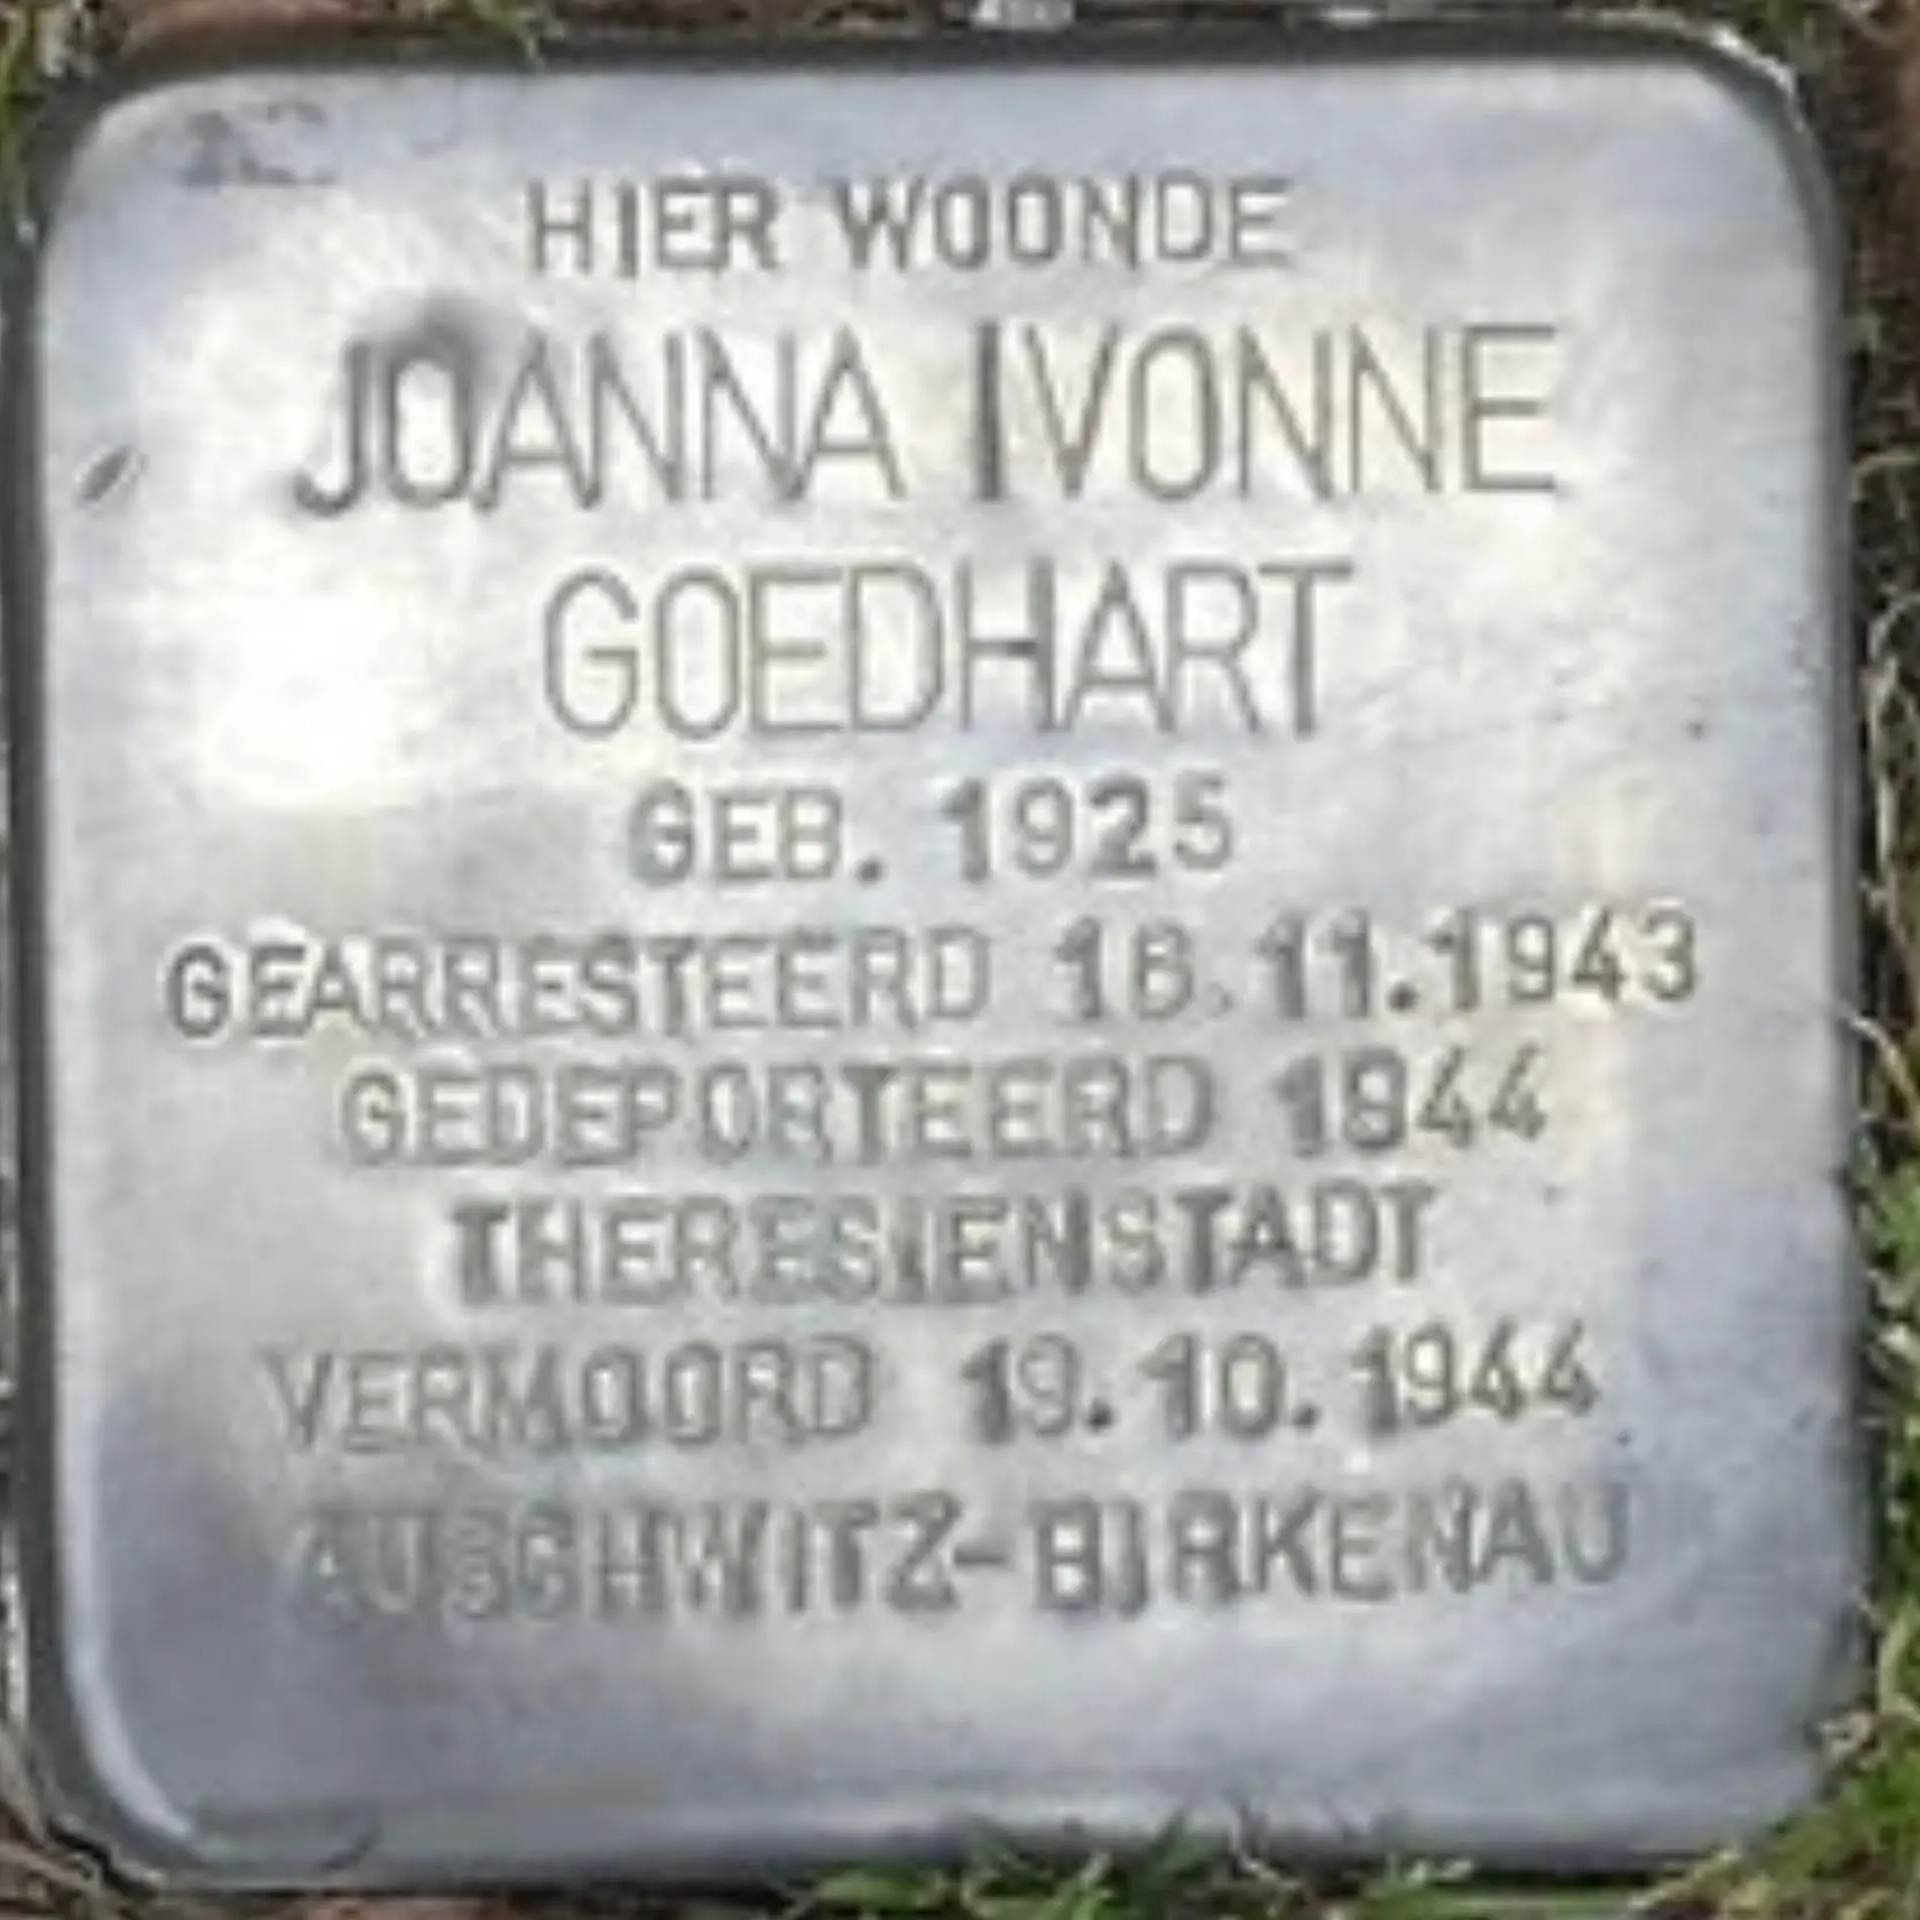 HIER WOONDE
JOANNA IVONNE
GOEDHART
GEB. 1925
GEARRESTEERD 16.11.1943
GEDEPORTEERD 1944
THERESIENSTADT
VERMOORD 19.10.1944
AUSCHWITZ-BIRKENAU